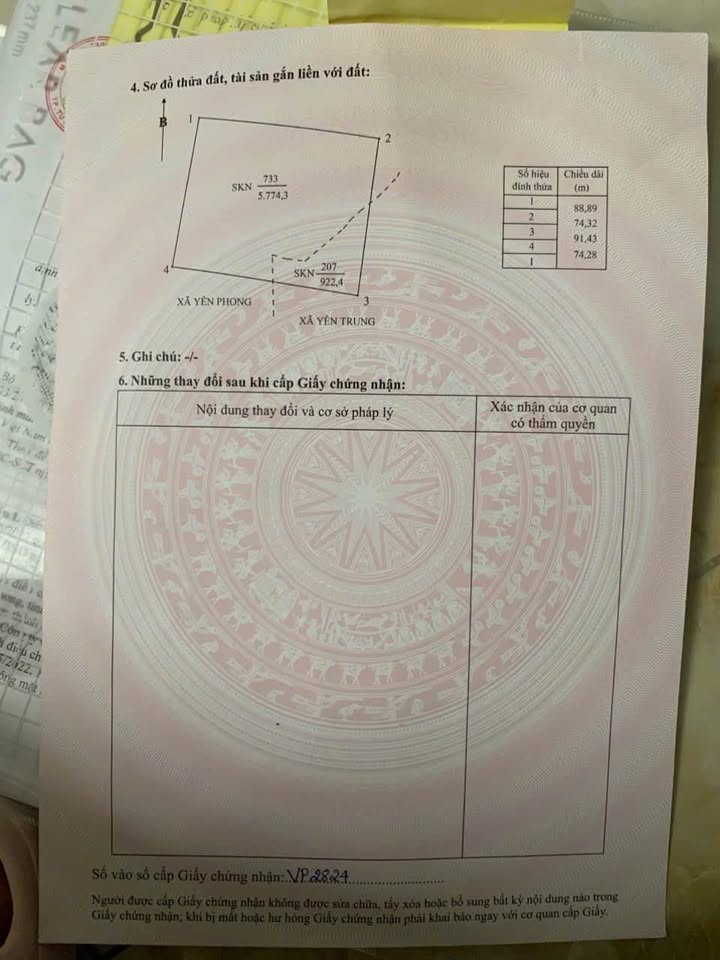 4. Sơ đồ thửa đất, tài sản gắn liền với đất:
B
1
2
SKN 733
5.774,3
4
SKN 207
922,4
3
XÃ YÊN PHONG
XÃ YÊN TRUNG
Số hiệu đỉnh thửa
Chiều dài (m)
1
88,89
2
74,32
3
91,43
4
74,28
1
5. Ghi chú: -/-
6. Những thay đổi sau khi cấp Giấy chứng nhận:
Nội dung thay đổi và cơ sở pháp lý
Xác nhận của cơ quan
có thẩm quyền
Số vào sổ cấp Giấy chứng nhận: VP.2824
Người được cấp Giấy chứng nhận không được sửa chữa, tẩy xóa hoặc bổ sung bất kỳ nội dung nào trong
Giấy chứng nhận; khi bị mất hoặc hư hỏng Giấy chứng nhận phải khai báo ngay với cơ quan cấp Giấy.
237 mm